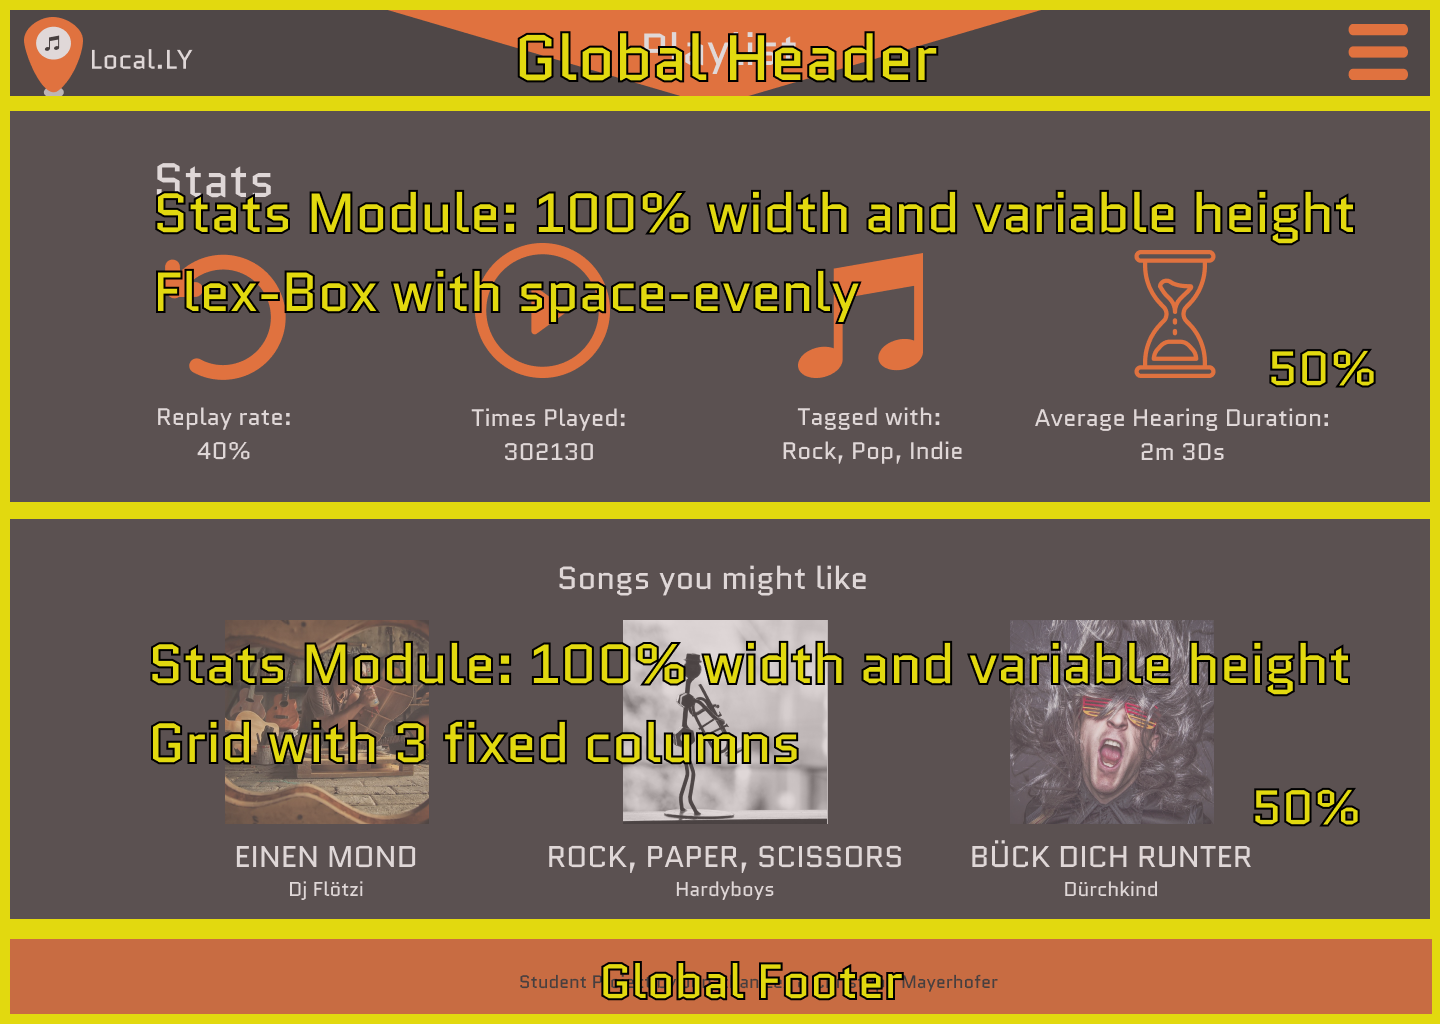 Local.LY
Playlist
Global Header
Stats
Stats Module: 100% width and variable height
Flex-Box with space-evenly
50%
Replay rate:
40%
Times Played:
302130
Tagged with:
Rock, Pop, Indie
Average Hearing Duration:
2m 30s
Songs you might like
Stats Module: 100% width and variable height
Grid with 3 fixed columns
50%
EINEN MOND
Dj Flötzi
ROCK, PAPER, SCISSORS
Hardyboys
BÜCK DICH RUNTER
Dürchkind
Student Mayerhofer
Global Footer